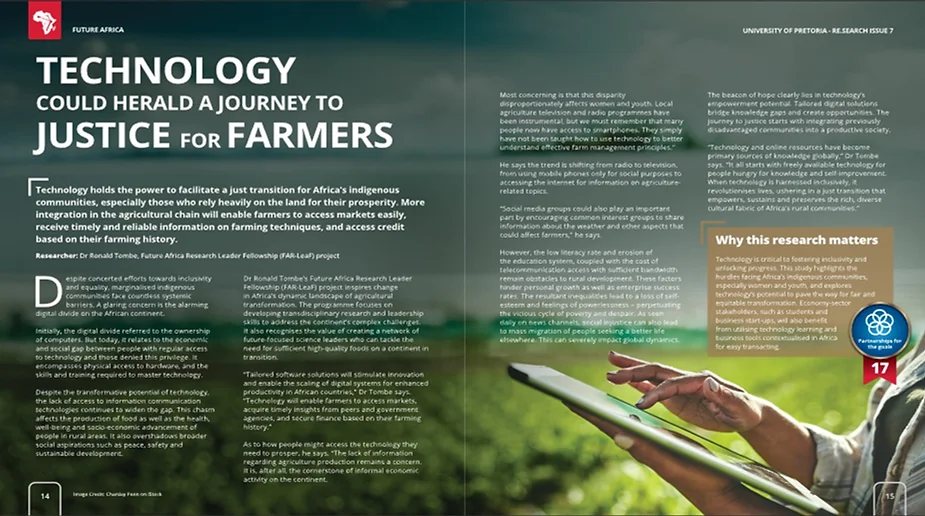 FUTURE AFRICA
UNIVERSITY OF PRETORIA - RE.SEARCH ISSUE 7
TECHNOLOGY
COULD HERALD A JOURNEY TO
JUSTICE FOR FARMERS
Technology holds the power to facilitate a just transition for Africa's indigenous
communities, especially those who rely heavily on the land for their prosperity. More
integration in the agricultural chain will enable farmers to access markets easily,
receive timely and reliable information on farming techniques, and access credit
based on their farming history.
Researcher: Dr Ronald Tombe, Future Africa Research Leader Fellowship (FAR-LeaF) project
Despite concerted efforts towards inclusivity
and equality, marginalised indigenous
communities face countless systemic
barriers. A glaring concern is the alarming
digital divide on the African continent.
Initially, the digital divide referred to the ownership
of computers. But today, it relates to the economic
and social gap between people with regular access
to technology and those denied this privilege. It
encompasses physical access to hardware, and the
skills and training required to master technology.
Despite the transformative potential of technology,
the lack of access to information communication
technologies continues to widen the gap. This chasm
affects the production of food as well as the health,
well-being and socio-economic advancement of
people in rural areas. It also overshadows broader
social aspirations such as peace, safety and
sustainable development.
Dr Ronald Tombe's Future Africa Research Leader
Fellowship (FAR-LeaF) project inspires change
in Africa's dynamic landscape of agricultural
transformation. The programme focuses on
developing transdisciplinary research and leadership
skills to address the continent's complex challenges.
It also recognises the value of creating a network of
future-focused science leaders who can tackle the
need for sufficient high-quality foods on a continent in
transition.
"Tailored software solutions will stimulate innovation
and enable the scaling of digital systems for enhanced
productivity in African countries," Dr Tombe says.
"Technology will enable farmers to access markets,
acquire timely insights from peers and government
agencies, and secure finance based on their farming
history."
As to how people might access the technology they
need to prosper, he says, "The lack of information
regarding agriculture production remains a concern.
It is, after all, the cornerstone of informal economic
activity on the continent.
Most concerning is that this disparity
disproportionately affects women and youth. Local
agriculture television and radio programmes have
been instrumental, but we must remember that many
people now have access to smartphones. They simply
have not been taught how to use technology to better
understand effective farm management principles."
He says the trend is shifting from radio to television,
from using mobile phones only for social purposes to
accessing the internet for information on agriculture-
related topics.
"Social media groups could also play an important
part by encouraging common interest groups to share
information about the weather and other aspects that
could affect farmers," he says.
However, the low literacy rate and erosion of
the education system, coupled with the cost of
telecommunication access with sufficient bandwidth
remain obstacles to rural development. These factors
hinder personal growth as well as enterprise success
rates. The resultant inequalities lead to a loss of self-
esteem and feelings of powerlessness – perpetuating
the vicious cycle of poverty and despair. As seen
daily on news channels, social injustice can also lead
to mass migration of people seeking a better life
elsewhere. This can severely impact global dynamics.
The beacon of hope clearly lies in technology's
empowerment potential. Tailored digital solutions
bridge knowledge gaps and create opportunities. The
journey to justice starts with integrating previously
disadvantaged communities into a productive society.
"Technology and online resources have become
primary sources of knowledge globally," Dr Tombe
says. "It all starts with freely available technology for
people hungry for knowledge and self-improvement.
When technology is harnessed inclusively, it
revolutionises lives, ushering in a just transition that
empowers, sustains and preserves the rich, diverse
cultural fabric of Africa's rural communities."
Why this research matters
Technology is critical to fostering inclusivity and
unlocking progress. This study highlights the
hurdles facing Africa's indigenous communities,
especially women and youth, and explores
technology's potential to pave the way for fair and
equitable transformation. Economy-sector
stakeholders, such as students and
business start-ups, will also benefit
from utilising technology learning and
business tools contextualised in Africa
for easy transacting.
Partnerships for
the goals
17
14
Image Credit: Charday Penn on iStock
15